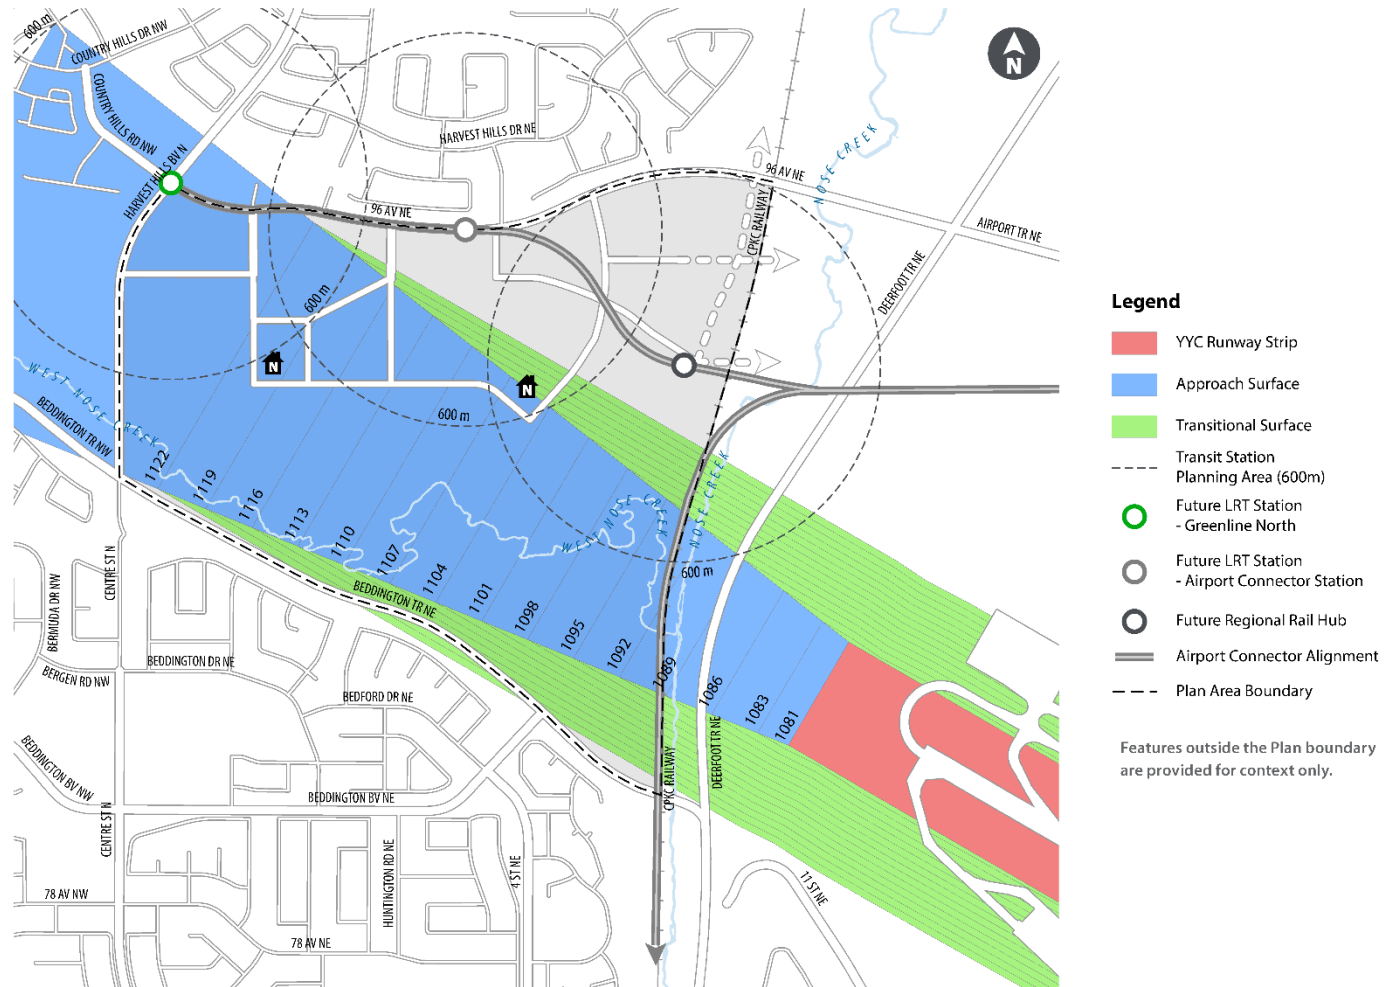 600 m
COUNTRY HILLS DR NW
COUNTRY HILLS RD NW
HARVEST HILLS BV N
HARVEST HILLS DR NE
96 AV NE
96 AV NE
CPKC RAILWAY
NOSE CREEK
AIRPORT TR NE
DEERFOOT TR NE
N
600 m
N
N
600 m
WEST NOSE CREEK
BEDDINGTON TR NW
1122
1119
1116
1113
1110
1107
1104
1101
1098
1095
1092
1089
1086
1083
1081
WEST NOSE CREEK
NOSE CREEK
600 m
BEDDINGTON TR NE
CENTRE ST N
BERMUDA DR NW
BERGEN RD NW
BEDDINGTON DR NE
BEDFORD DR NE
BEDDINGTON BV NW
BEDDINGTON BV NE
CENTRE ST N
HUNTINGTON RD NE
4 ST NE
78 AV NW
78 AV NE
CPKC RAILWAY
DEERFOOT TR NE
11 ST NE
Legend
YYC Runway Strip
Approach Surface
Transitional Surface
Transit Station
Planning Area (600m)
Future LRT Station
- Greenline North
Future LRT Station
- Airport Connector Station
Future Regional Rail Hub
Airport Connector Alignment
Plan Area Boundary
Features outside the Plan boundary
are provided for context only.